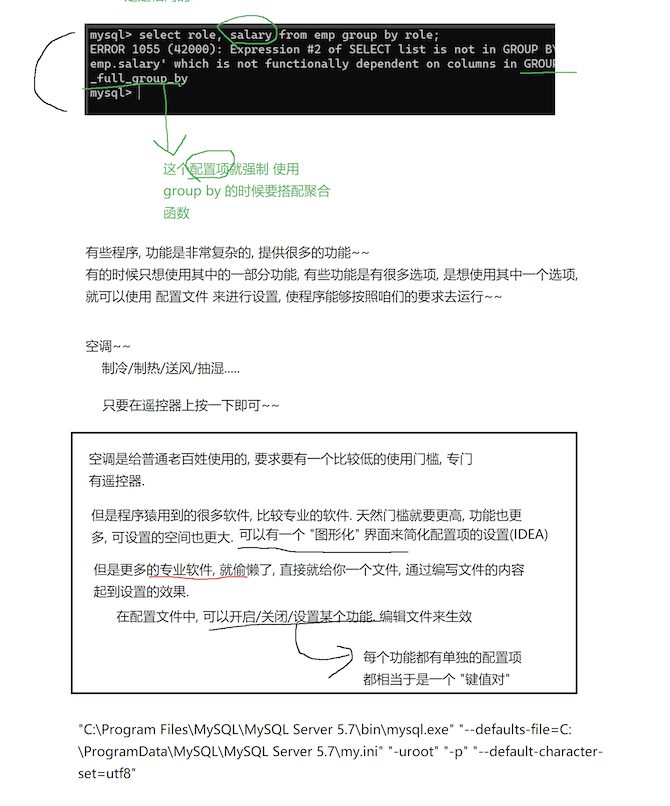 mysql> select role, salary from emp group by role;
ERROR 1055 (42000): Expression #2 of SELECT list is not in GROUP BY
emp.salary' which is not functionally dependent on columns in GROUP
_full_group_by
mysql>
这个配置项就强制 使用
group by 的时候要搭配聚合
函数
有些程序, 功能是非常复杂的, 提供很多的功能~~
有的时候只想使用其中的一部分功能, 有些功能是有很多选项, 是想使用其中一个选项,
就可以使用 配置文件 来进行设置, 使程序能够按照咱们的要求去运行~~
空调~~
制冷/制热/送风/抽湿.....
只要在遥控器上按一下即可~~
空调是给普通老百姓使用的, 要求要有一个比较低的使用门槛, 专门
有遥控器.
但是程序猿用到的很多软件, 比较专业的软件. 天然门槛就要更高, 功能也更
多, 可设置的空间也更大. 可以有一个 "图形化" 界面来简化配置项的设置(IDEA)
但是更多的专业软件, 就偷懒了, 直接就给你一个文件, 通过编写文件的内容
起到设置的效果.
在配置文件中, 可以开启/关闭/设置某个功能. 编辑文件来生效
每个功能都有单独的配置项
都相当于是一个 "键值对"
"C:\Program Files\MySQL\MySQL Server 5.7\bin\mysql.exe" "--defaults-file=C:
\ProgramData\MySQL\MySQL Server 5.7\my.ini" "-uroot" "-p" "--default-character-
set=utf8"